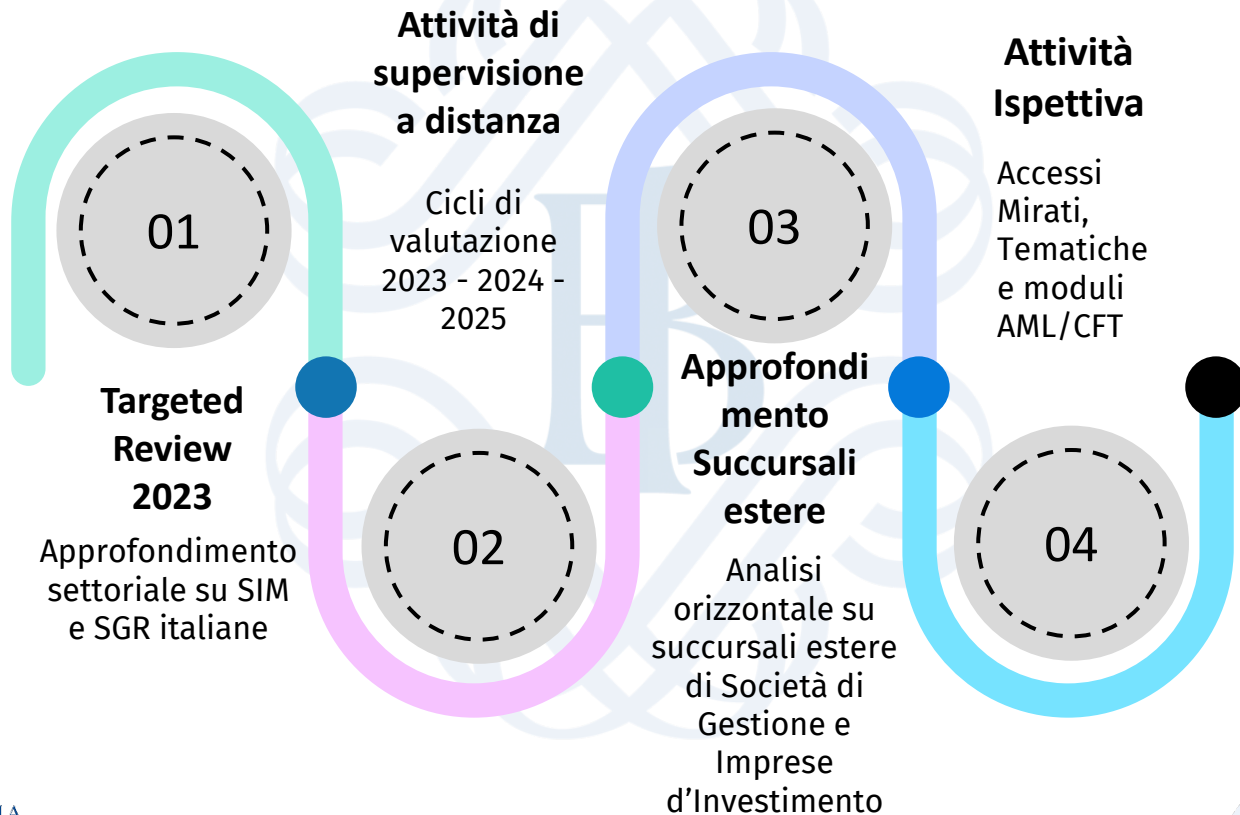 01
Targeted
Review
2023
Approfondimento
settoriale su SIM
e SGR italiane
Attività di
supervisione
a distanza
Cicli di
valutazione
2023 - 2024 -
2025
02
03
Approfondi
mento
Succursali
estere
Analisi
orizzontale su
succursali estere
di Società di
Gestione e
Imprese
d’Investimento
Attività
Ispettiva
Accessi
Mirati,
Tematiche
e moduli
AML/CFT
04